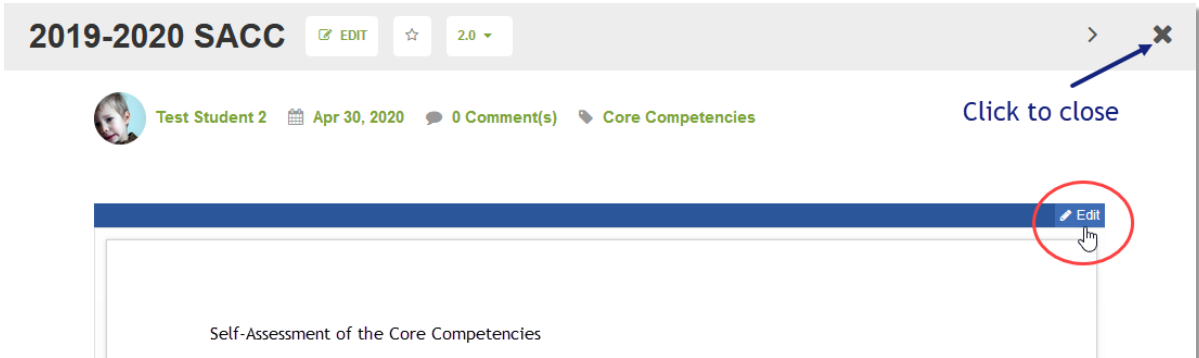 2019-2020 SACC EDIT 2.0
Click to close
Test Student 2 Apr 30, 2020 0 Comment(s) Core Competencies
Edit
Self-Assessment of the Core Competencies